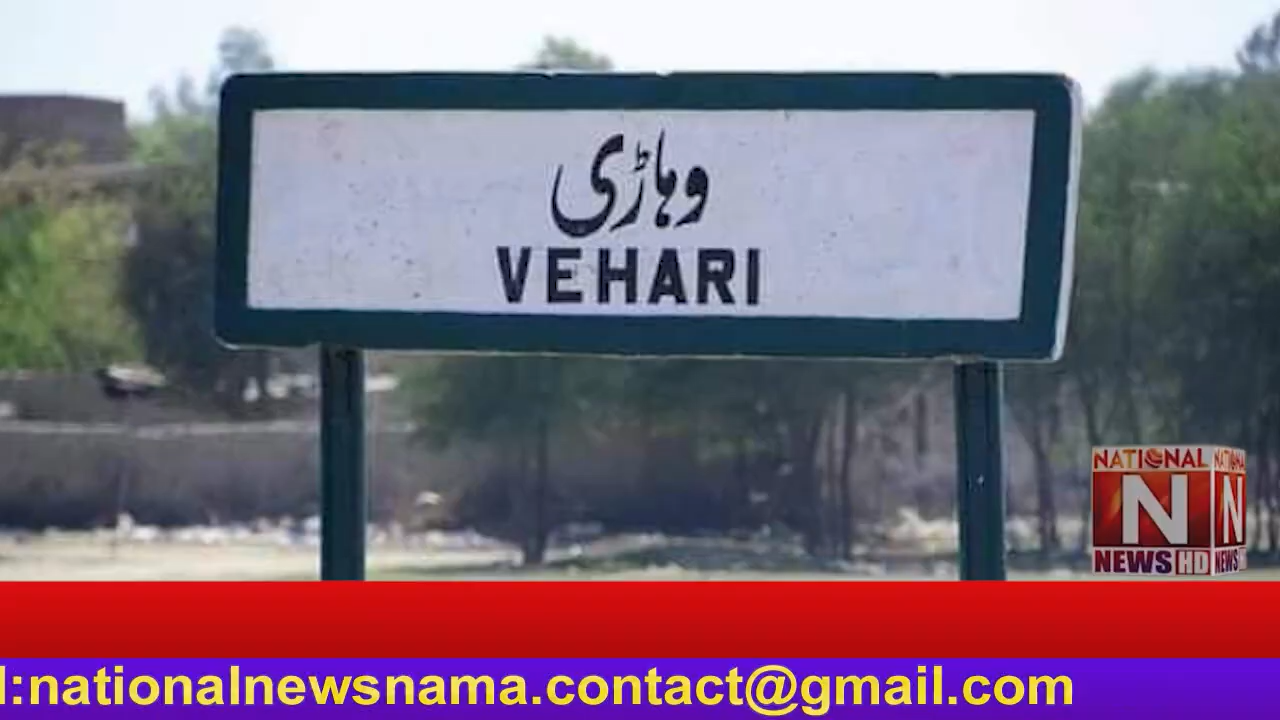 وہاڑی
VEHARI
NATIONAL NATIONAL
N N
NEWS HD NEWS
l:nationalnewsnama.contact@gmail.com